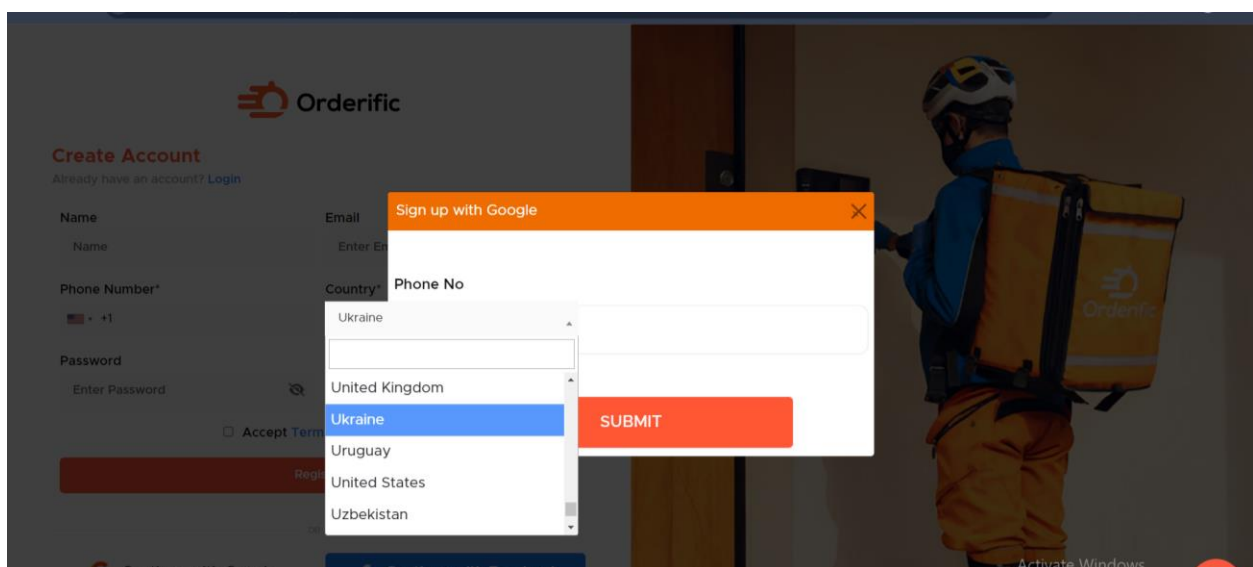 Orderific
Create Account
Already have an account? Login
Name
Email
Name
Enter
Phone Number*
Country*
+1
Password
Enter Password
Accept
Sign up with Google
Phone No
Ukraine
United Kingdom
Ukraine
Uruguay
United States
Uzbekistan
SUBMIT
Orderific
Activate Windows